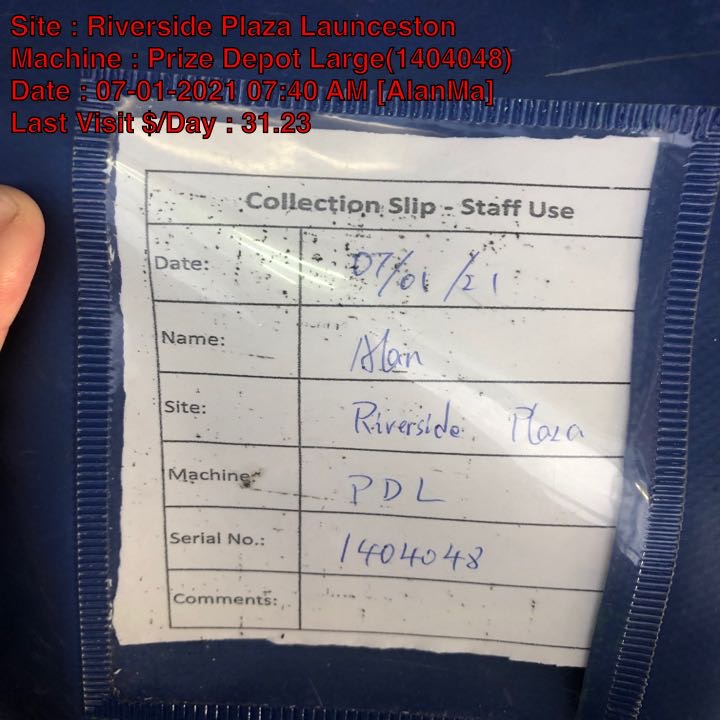 Site : Riverside Plaza Launceston
Machine : Prize Depot Large(1404048)
Date : 07-01-2021 07:40 AM [AlanMa]
Last Visit $/Day : 31.23
Collection Slip - Staff Use
Date: 07/01/21
Name: Alan
Site: Riverside Plaza
Machine: PDL
Serial No.: 1404048
Comments: